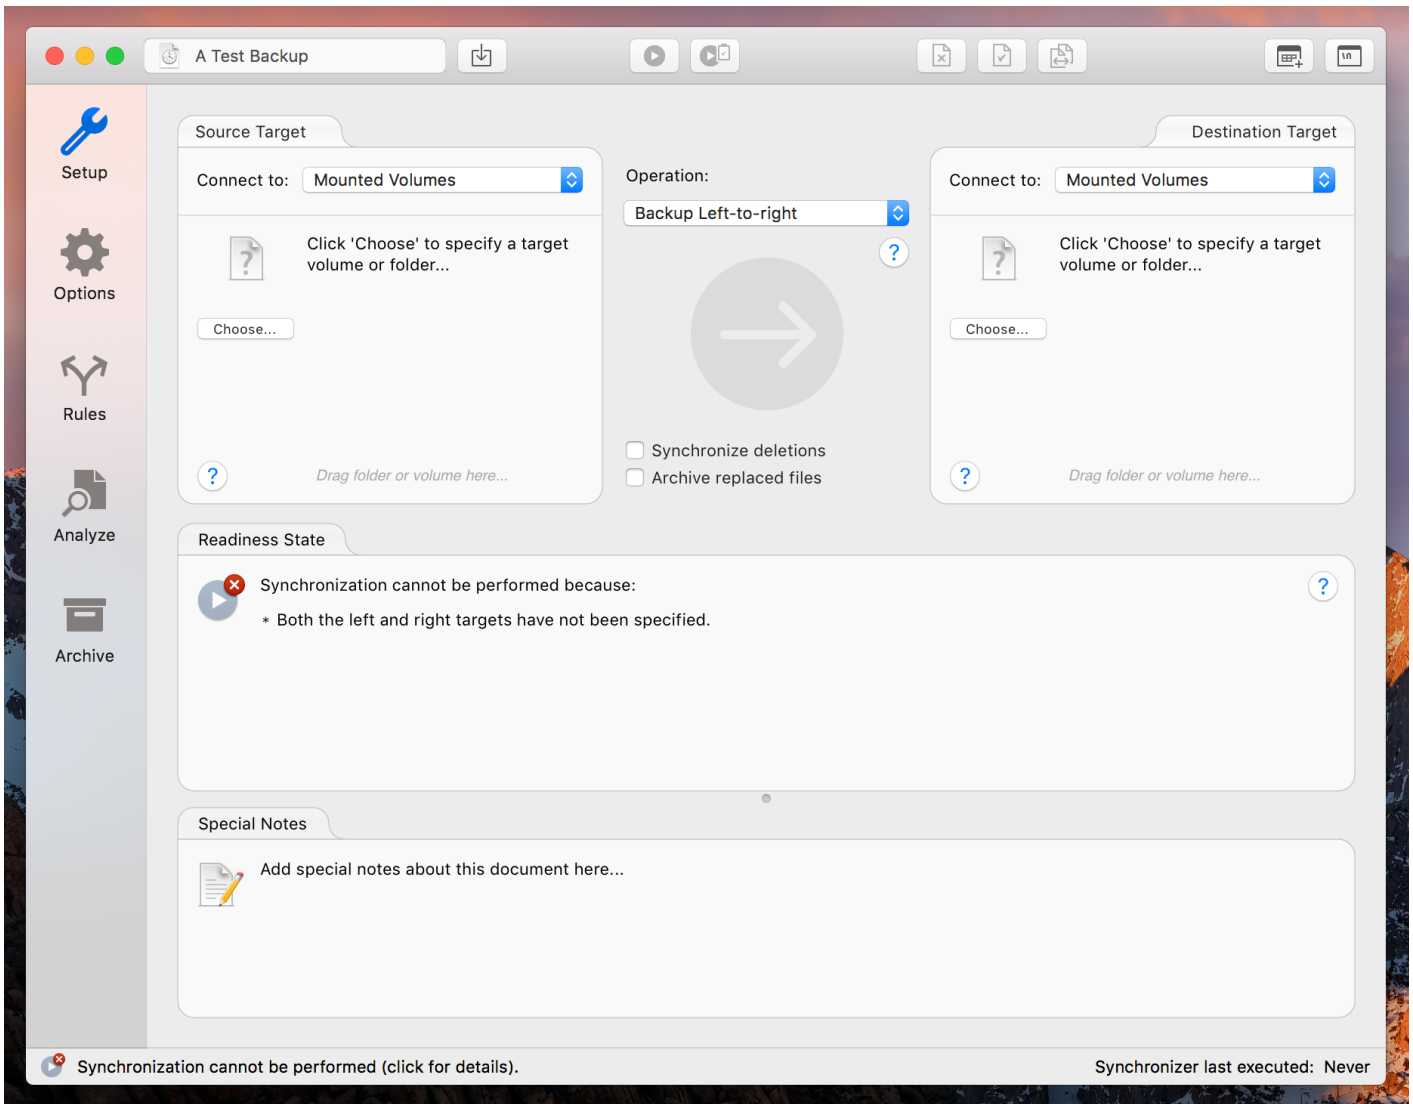 A Test Backup
Setup
Options
Rules
Analyze
Archive
Source Target
Connect to: Mounted Volumes
Click 'Choose' to specify a target
volume or folder...
Choose...
? Drag folder or volume here...
Operation:
Backup Left-to-right
?
Synchronize deletions
Archive replaced files
Destination Target
Connect to: Mounted Volumes
Click 'Choose' to specify a target
volume or folder...
Choose...
? Drag folder or volume here...
Readiness State
Synchronization cannot be performed because:
* Both the left and right targets have not been specified.
?
Special Notes
Add special notes about this document here...
Synchronization cannot be performed (click for details).
Synchronizer last executed: Never